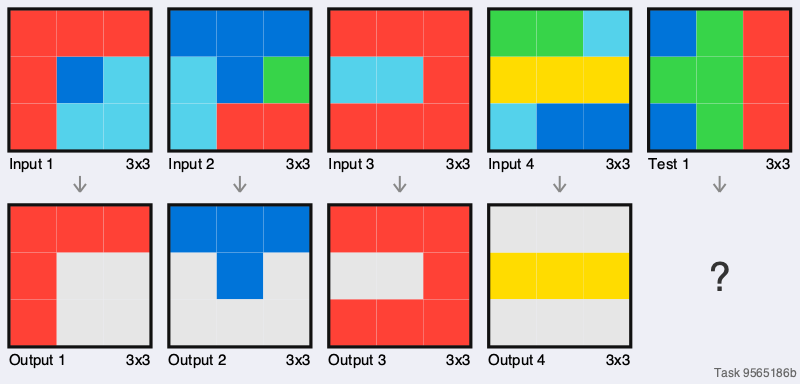 Input 1 3x3
Input 2 3x3
Input 3 3x3
Input 4 3x3
Test 1 3x3
Output 1 3x3
Output 2 3x3
Output 3 3x3
Output 4 3x3
?
Task 9565186b